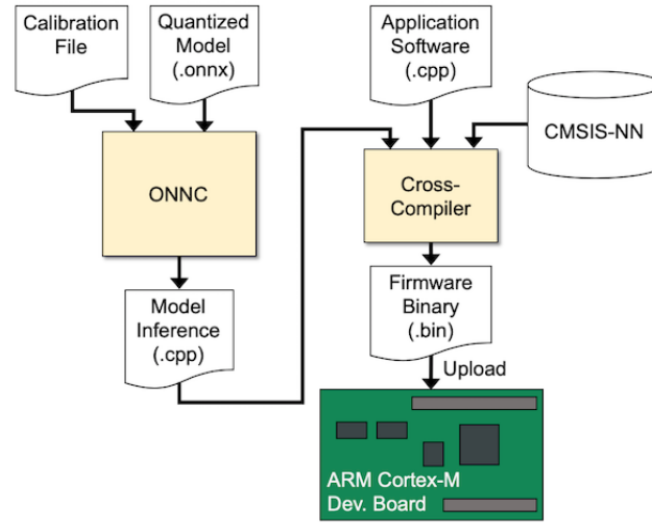 Calibration
File
Quantized
Model
(.onnx)
Application
Software
(.cpp)
CMSIS-NN
ONNC
Cross-
Compiler
Model
Inference
(.cpp)
Firmware
Binary
(.bin)
Upload
ARM Cortex-M
Dev. Board